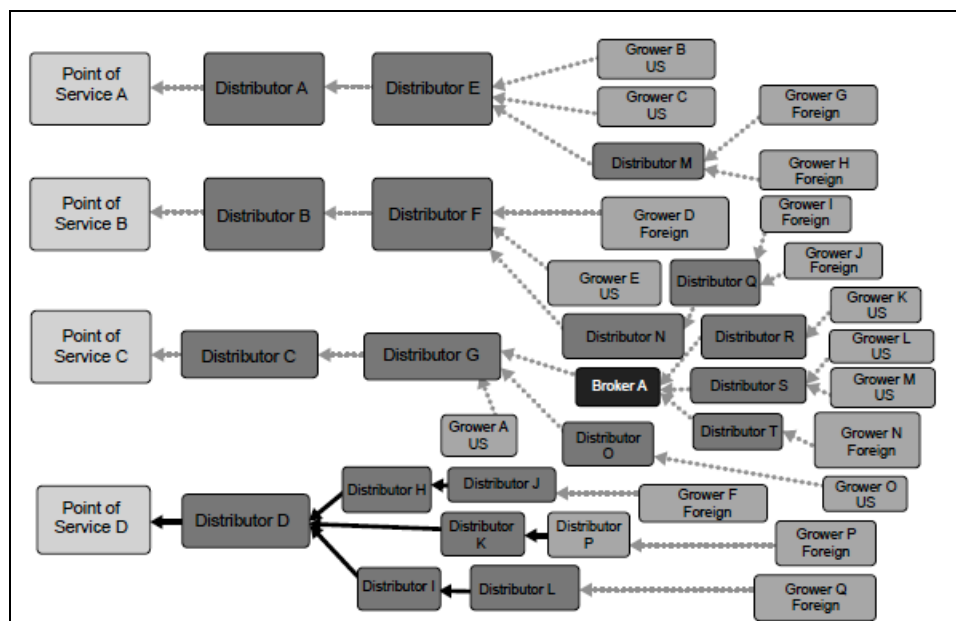 Point of
Service A
Distributor A
Distributor E
Grower B
US
Grower C
US
Grower G
Foreign
Distributor M
Grower H
Foreign
Point of
Service B
Distributor B
Distributor F
Grower D
Foreign
Grower I
Foreign
Grower E
US
Distributor Q
Grower J
Foreign
Distributor N
Distributor R
Grower K
US
Point of
Service C
Distributor C
Distributor G
Broker A
Distributor S
Grower L
US
Grower M
US
Grower A
US
Distributor
O
Distributor T
Grower N
Foreign
Grower O
US
Point of
Service D
Distributor D
Distributor H
Distributor J
Grower F
Foreign
Distributor
K
Distributor
P
Grower P
Foreign
Distributor I
Distributor L
Grower Q
Foreign